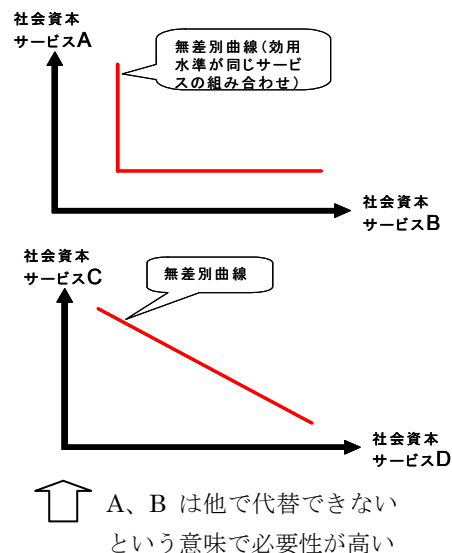 社会資本
サービスA
無差別曲線(効用
水準が同じサービ
スの組み合わせ)
社会資本
サービスB
社会資本
サービスC
無差別曲線
社会資本
サービスD
A、B は他で代替できない
という意味で必要性が高い